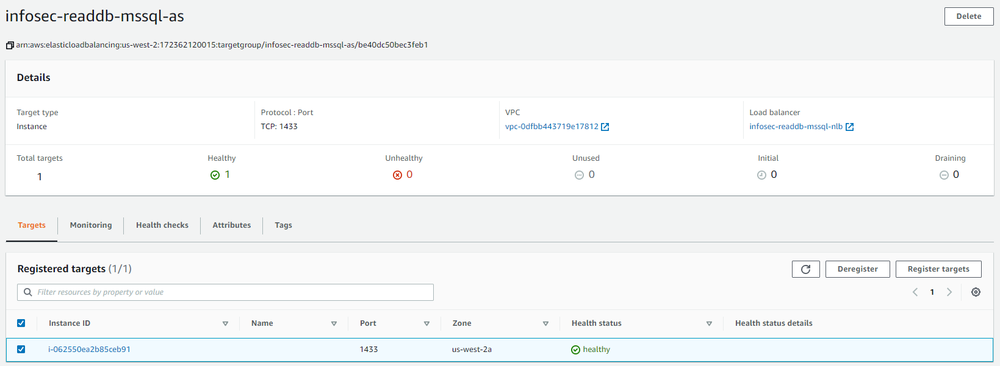 infosec-readdb-mssql-as
Delete
arn:aws:elasticloadbalancing:us-west-2:172362120015:targetgroup/infosec-readdb-mssql-as/be40dc50bec3feb1
Details
Target type Protocol : Port VPC Load balancer
Instance TCP: 1433 vpc-0dfbb443719e17812 infosec-readdb-mssql-nlb
Total targets Healthy Unhealthy Unused Initial Draining
1 1 0 0 0 0
Targets Monitoring Health checks Attributes Tags
Registered targets (1/1) Deregister Register targets
Filter resources by property or value 1
Instance ID Name Port Zone Health status Health status details
i-062550ea2b85ceb91 1433 us-west-2a healthy